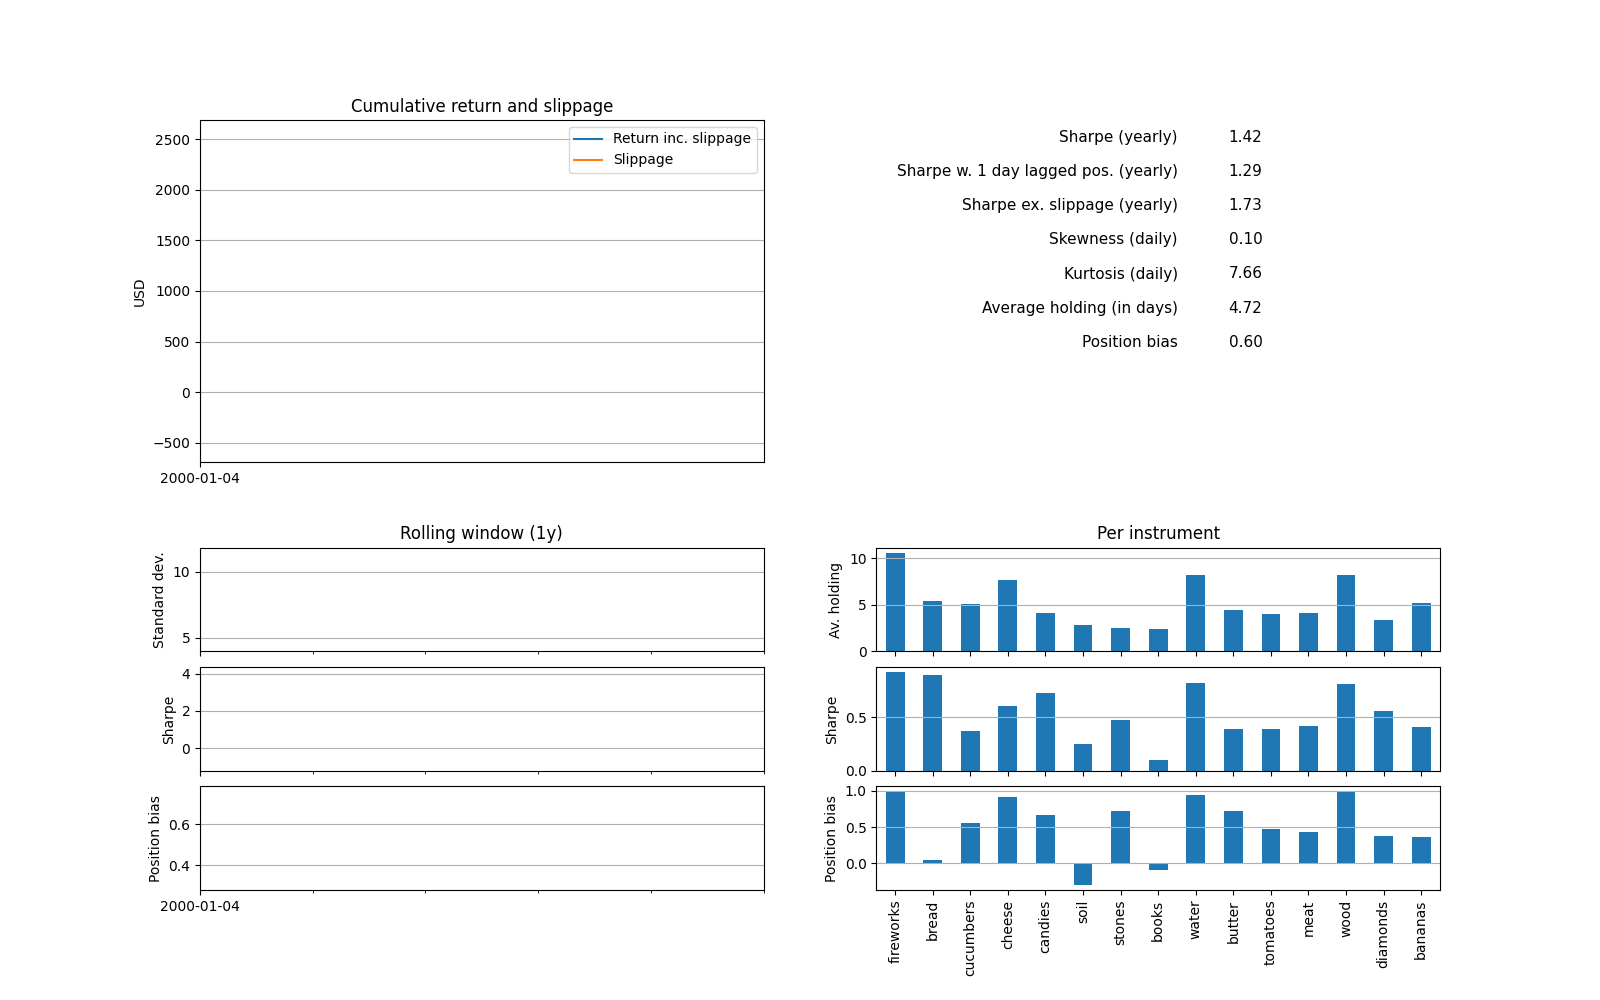 Cumulative return and slippage
2500
2000
1500
1000
500
0
−500
USD
2000-01-04
Return inc. slippage
Slippage
Sharpe (yearly) 1.42
Sharpe w. 1 day lagged pos. (yearly) 1.29
Sharpe ex. slippage (yearly) 1.73
Skewness (daily) 0.10
Kurtosis (daily) 7.66
Average holding (in days) 4.72
Position bias 0.60
Rolling window (1y)
Standard dev.
10
5
Sharpe
4
2
0
Position bias
0.6
0.4
2000-01-04
Per instrument
Av. holding
10
5
0
Sharpe
0.5
0.0
Position bias
1.0
0.5
0.0
fireworks
bread
cucumbers
cheese
candies
soil
stones
books
water
butter
tomatoes
meat
wood
diamonds
bananas